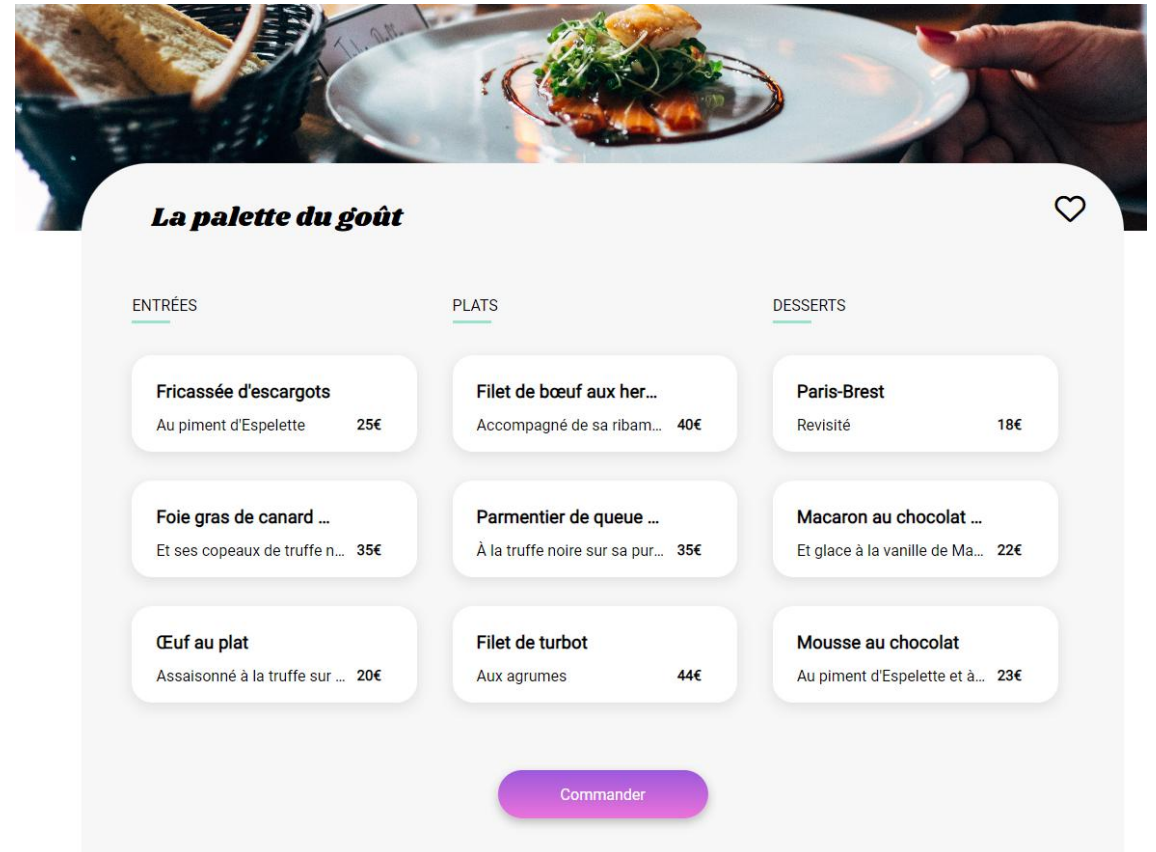 La palette du goût
ENTRÉES
Fricassée d'escargots
Au piment d'Espelette 25€
Foie gras de canard ...
Et ses copeaux de truffe n... 35€
Œuf au plat
Assaisonné à la truffe sur ... 20€
PLATS
Filet de bœuf aux her...
Accompagné de sa ribam... 40€
Parmentier de queue ...
À la truffe noire sur sa pur... 35€
Filet de turbot
Aux agrumes 44€
DESSERTS
Paris-Brest
Revisité 18€
Macaron au chocolat ...
Et glace à la vanille de Ma... 22€
Mousse au chocolat
Au piment d'Espelette et à... 23€
Commander